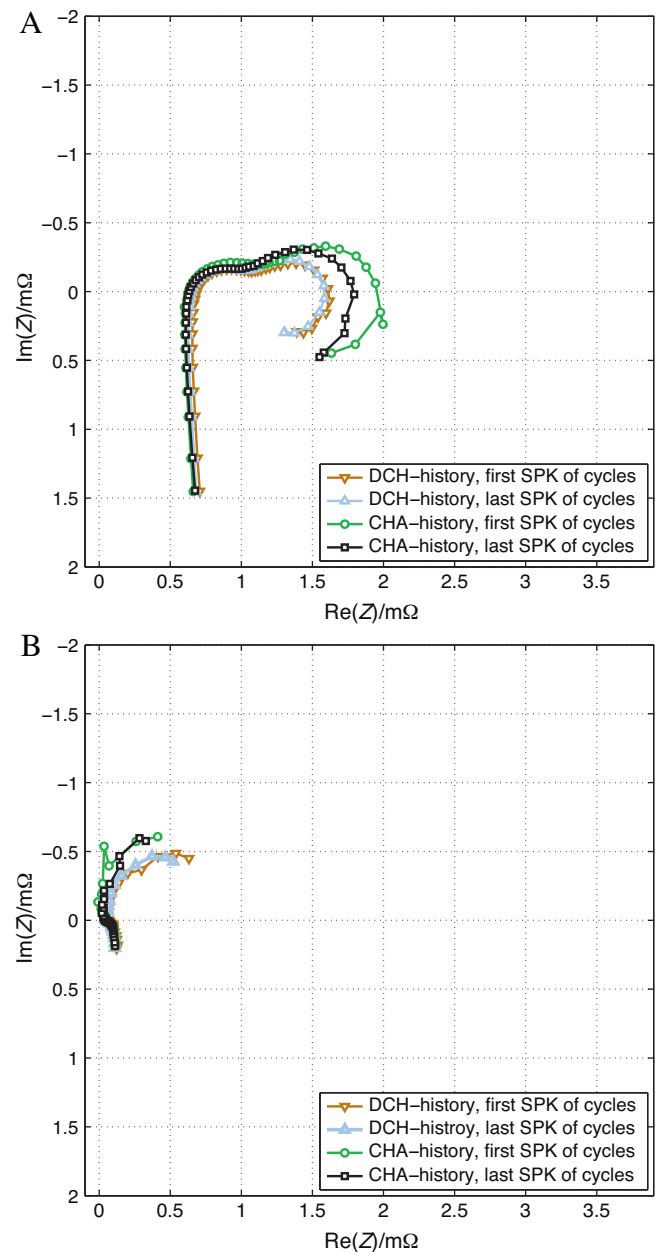 A
−2
−1.5
−1
−0.5
0
0.5
1
1.5
2
Im(Z)/mΩ
DCH−history, first SPK of cycles
DCH−history, last SPK of cycles
CHA−history, first SPK of cycles
CHA−history, last SPK of cycles
0 0.5 1 1.5 2 2.5 3 3.5
Re(Z)/mΩ
B
−2
−1.5
−1
−0.5
0
0.5
1
1.5
2
Im(Z)/mΩ
DCH−history, first SPK of cycles
DCH−histroy, last SPK of cycles
CHA−history, first SPK of cycles
CHA−history, last SPK of cycles
0 0.5 1 1.5 2 2.5 3 3.5
Re(Z)/mΩ